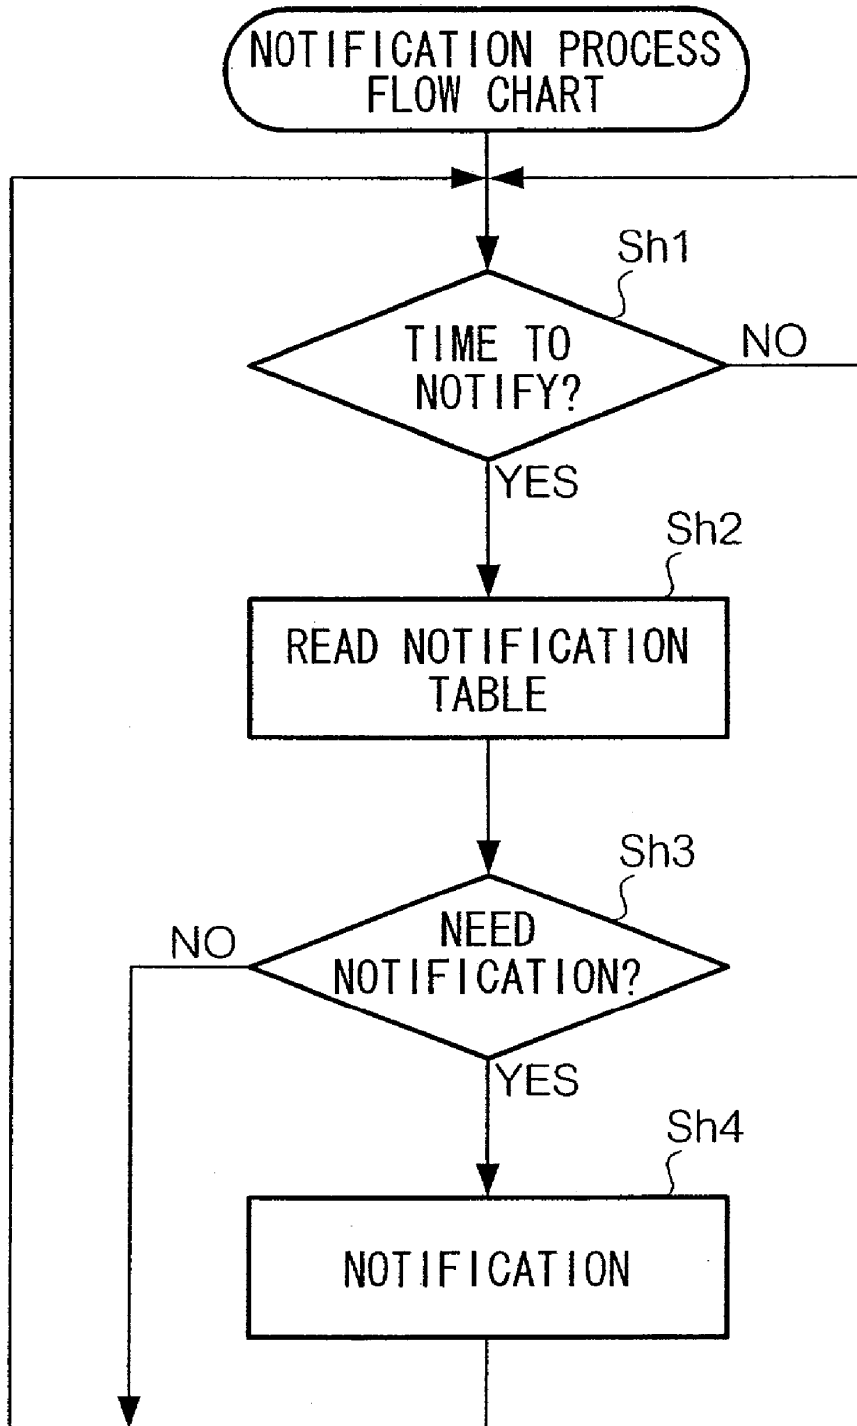 NOTIFICATION PROCESS
FLOW CHART
Sh1
TIME TO
NOTIFY?
NO
YES
Sh2
READ NOTIFICATION
TABLE
Sh3
NEED
NOTIFICATION?
NO
YES
Sh4
NOTIFICATION